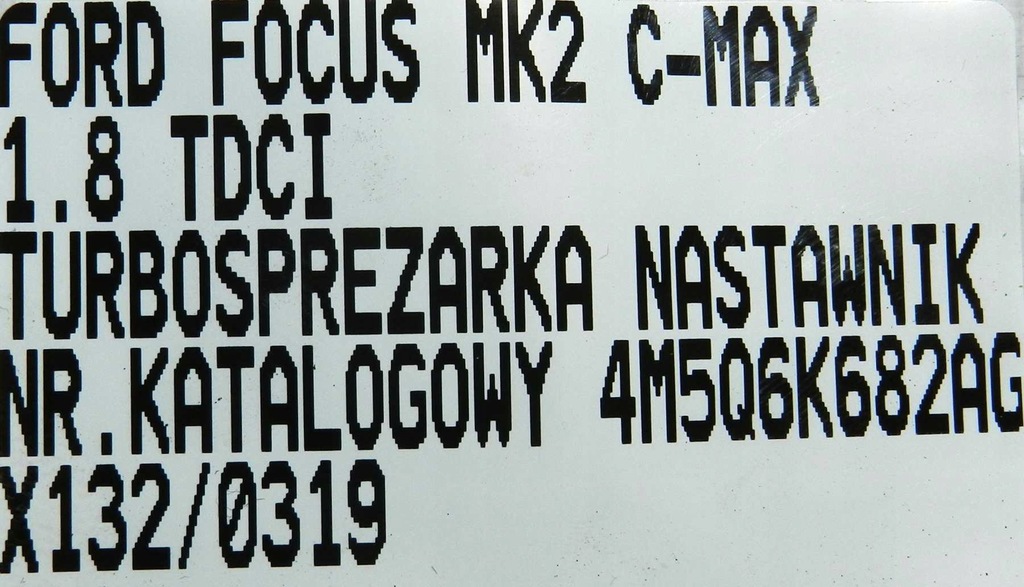 FORD FOCUS MK2 C-MAX
1.8 TDCI
TURBOSPREZARKA NASTAWNIK
NR.KATALOGOWY 4M5Q6K682AG
X132/0319